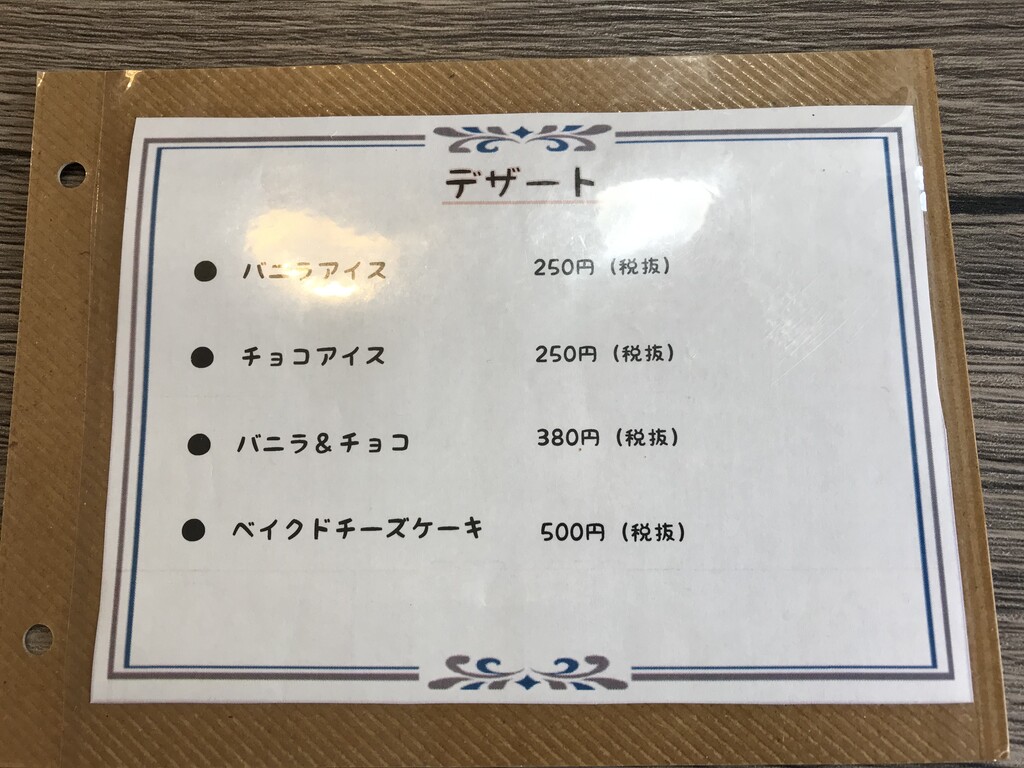 デザート
● バニラアイス 250円（税抜）
● チョコアイス 250円（税抜）
● バニラ＆チョコ 380円（税抜）
● ベイクドチーズケーキ 500円（税抜）